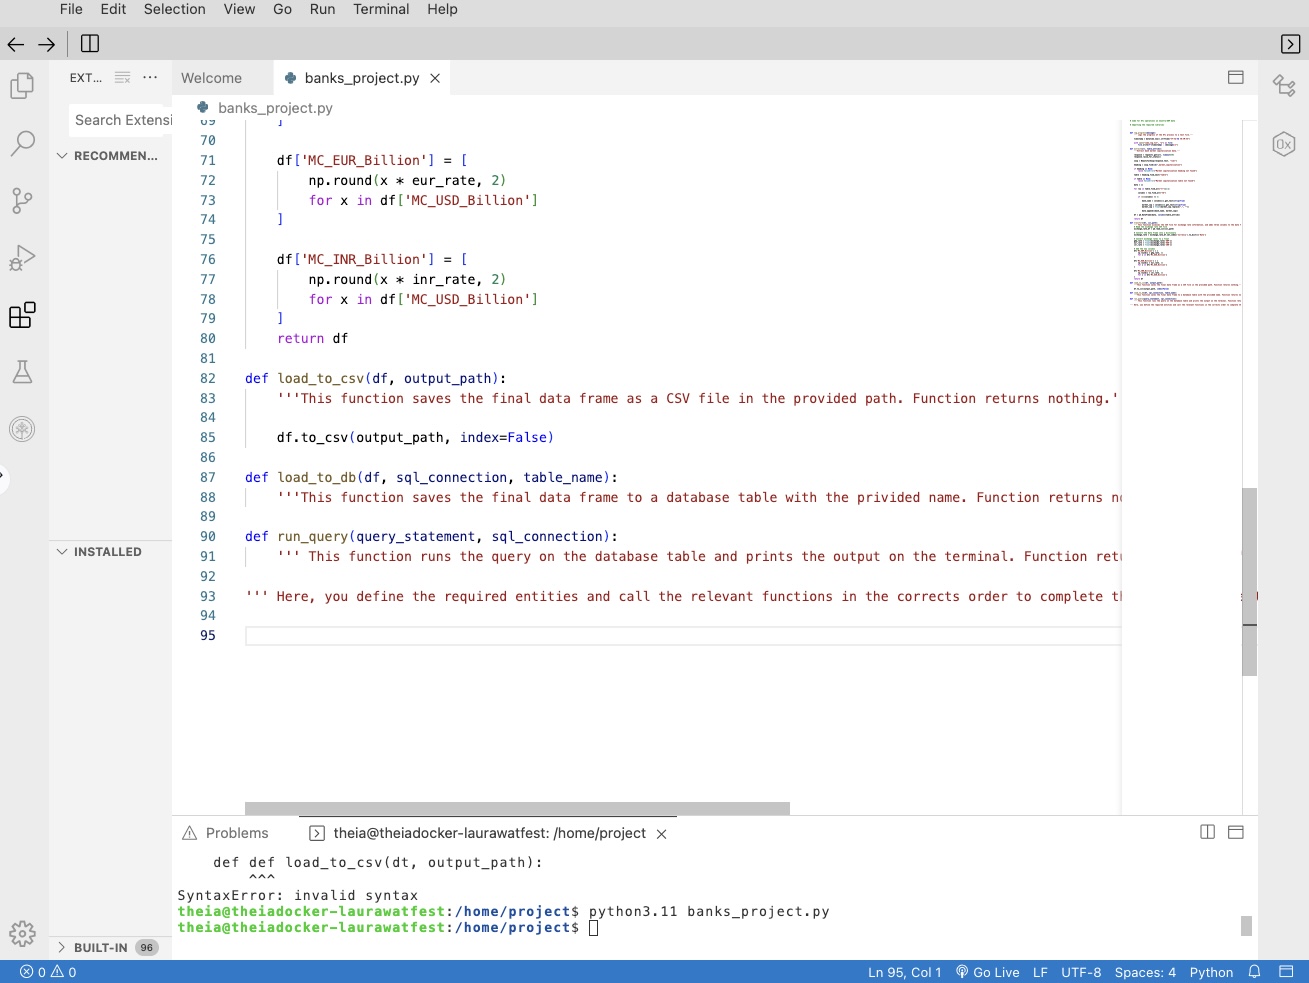 File Edit Selection View Go Run Terminal Help
EXT...
Welcome
banks_project.py
Search Extensi
banks_project.py
RECOMMEN...
69 ]
70
71 df['MC_EUR_Billion'] = [
72 np.round(x * eur_rate, 2)
73 for x in df['MC_USD_Billion']
74 ]
75
76 df['MC_INR_Billion'] = [
77 np.round(x * inr_rate, 2)
78 for x in df['MC_USD_Billion']
79 ]
80 return df
81
82 def load_to_csv(df, output_path):
83 '''This function saves the final data frame as a CSV file in the provided path. Function returns nothing.'
84
85 df.to_csv(output_path, index=False)
86
87 def load_to_db(df, sql_connection, table_name):
88 '''This function saves the final data frame to a database table with the privided name. Function returns no
89
90 def run_query(query_statement, sql_connection):
91 ''' This function runs the query on the database table and prints the output on the terminal. Function retu
92
93 ''' Here, you define the required entities and call the relevant functions in the corrects order to complete th
94
95
INSTALLED
BUILT-IN 96
Problems
theia@theiadocker-laurawatfest: /home/project
def def load_to_csv(dt, output_path):
^^^
SyntaxError: invalid syntax
theia@theiadocker-laurawatfest:/home/project$ python3.11 banks_project.py
theia@theiadocker-laurawatfest:/home/project$
0 0
Ln 95, Col 1 Go Live LF UTF-8 Spaces: 4 Python
0x